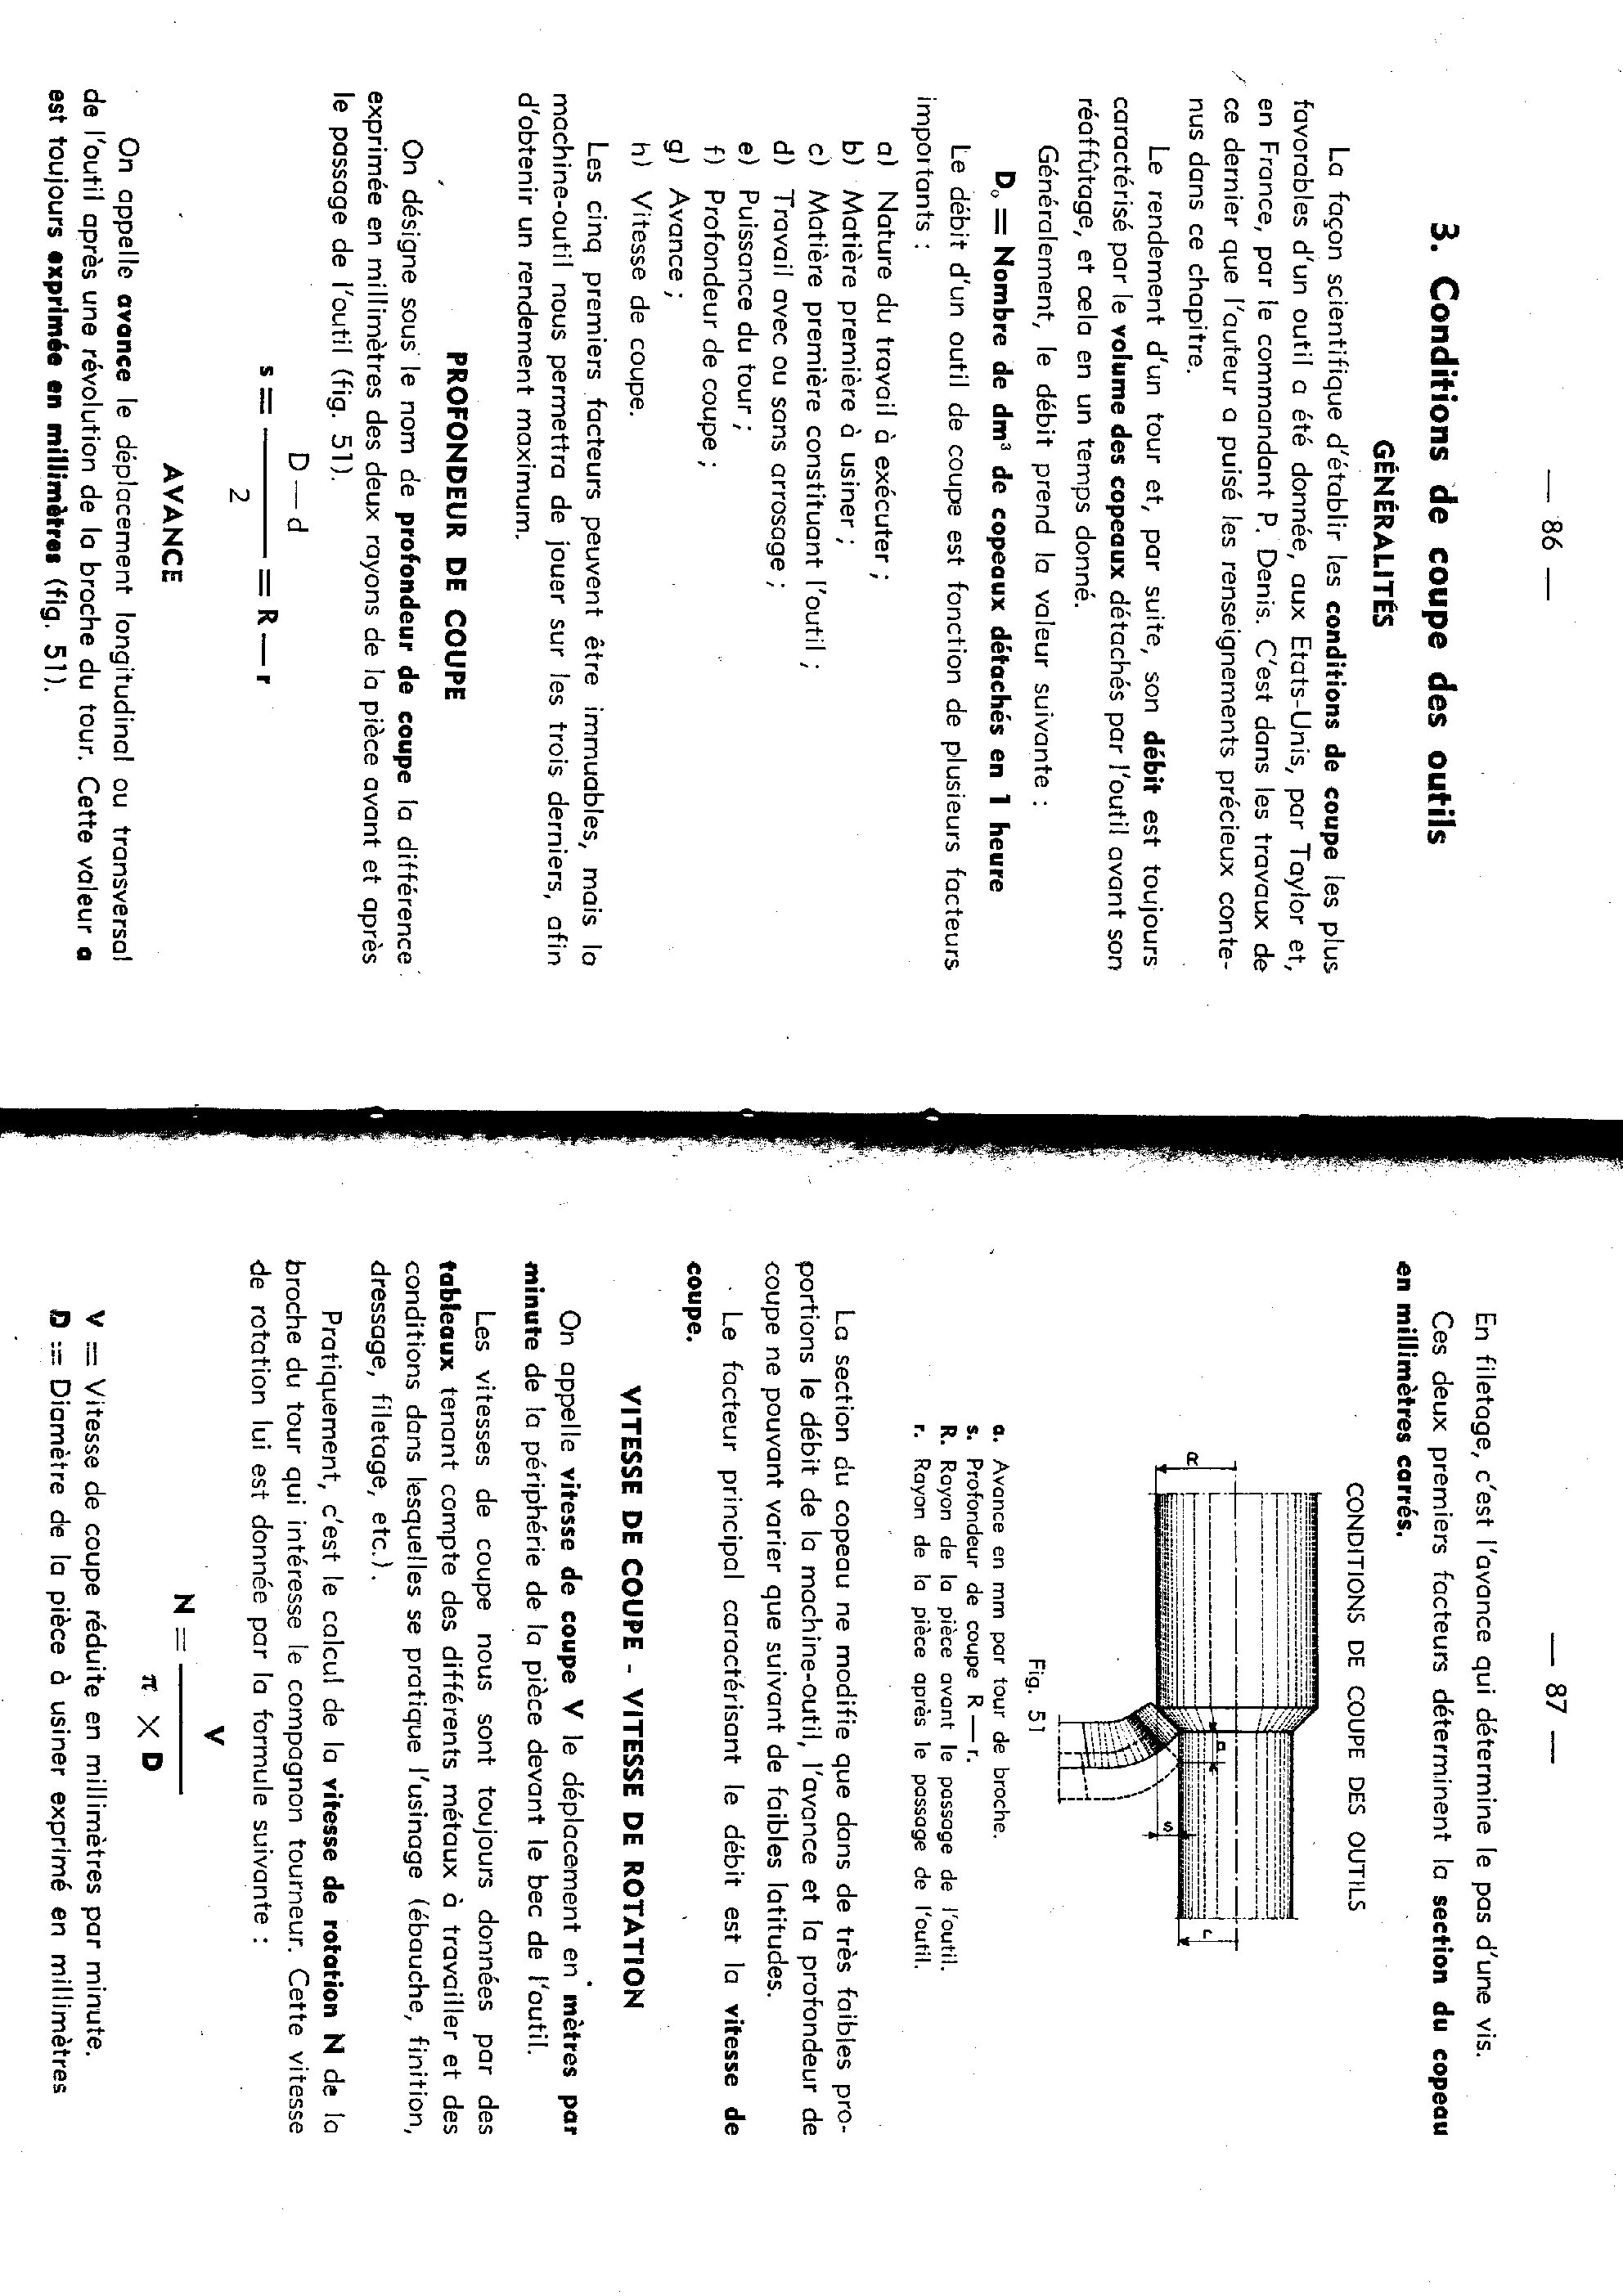 — 86 —
3. Conditions de coupe des outils
GÉNÉRALITÉS
La façon scientifique d'établir les conditions de coupe les plus
favorables d'un outil a été donnée, aux Etats-Unis, par Taylor et,
en France, par le commandant P. Denis. C'est dans les travaux de
ce dernier que l'auteur a puisé les renseignements précieux conte-
nus dans ce chapitre.
Le rendement d'un tour et, par suite, son débit est toujours
caractérisé par le volume des copeaux détachés par l'outil avant son
réaffûtage, et cela en un temps donné.
Généralement, le débit prend la valeur suivante :
D₀ = Nombre de dm³ de copeaux détachés en 1 heure
Le débit d'un outil de coupe est fonction de plusieurs facteurs
importants :
a) Nature du travail à exécuter ;
b) Matière première à usiner ;
c) Matière première constituant l'outil ;
d) Travail avec ou sans arrosage ;
e) Puissance du tour ;
f) Profondeur de coupe ;
g) Avance ;
h) Vitesse de coupe.
Les cinq premiers facteurs peuvent être immuables, mais la
machine-outil nous permettra de jouer sur les trois derniers, afin
d'obtenir un rendement maximum.
PROFONDEUR DE COUPE
On désigne sous le nom de profondeur de coupe la différence
exprimée en millimètres des deux rayons de la pièce avant et après
le passage de l'outil (fig. 51).
D — d
s = ——— = R — r
2
AVANCE
On appelle avance le déplacement longitudinal ou transversal
de l'outil après une révolution de la broche du tour. Cette valeur a
est toujours exprimée en millimètres (fig. 51).
— 87 —
En filetage, c'est l'avance qui détermine le pas d'une vis.
Ces deux premiers facteurs déterminent la section du copeau
en millimètres carrés.
CONDITIONS DE COUPE DES OUTILS
R
a
s
r
Fig. 51
a. Avance en mm par tour de broche.
s. Profondeur de coupe R — r.
R. Rayon de la pièce avant le passage de l'outil.
r. Rayon de la pièce après le passage de l'outil.
La section du copeau ne modifie que dans de très faibles pro-
portions le débit de la machine-outil, l'avance et la profondeur de
coupe ne pouvant varier que suivant de faibles latitudes.
Le facteur principal caractérisant le débit est la vitesse de
coupe.
VITESSE DE COUPE - VITESSE DE ROTATION
On appelle vitesse de coupe V le déplacement en mètres par
minute de la périphérie de la pièce devant le bec de l'outil.
Les vitesses de coupe nous sont toujours données par des
tableaux tenant compte des différents métaux à travailler et des
conditions dans lesquelles se pratique l'usinage (ébauche, finition,
dressage, filetage, etc.).
Pratiquement, c'est le calcul de la vitesse de rotation N de la
broche du tour qui intéresse le compagnon tourneur. Cette vitesse
de rotation lui est donnée par la formule suivante :
V
N = ———
π × D
V = Vitesse de coupe réduite en millimètres par minute.
D = Diamètre de la pièce à usiner exprimé en millimètres